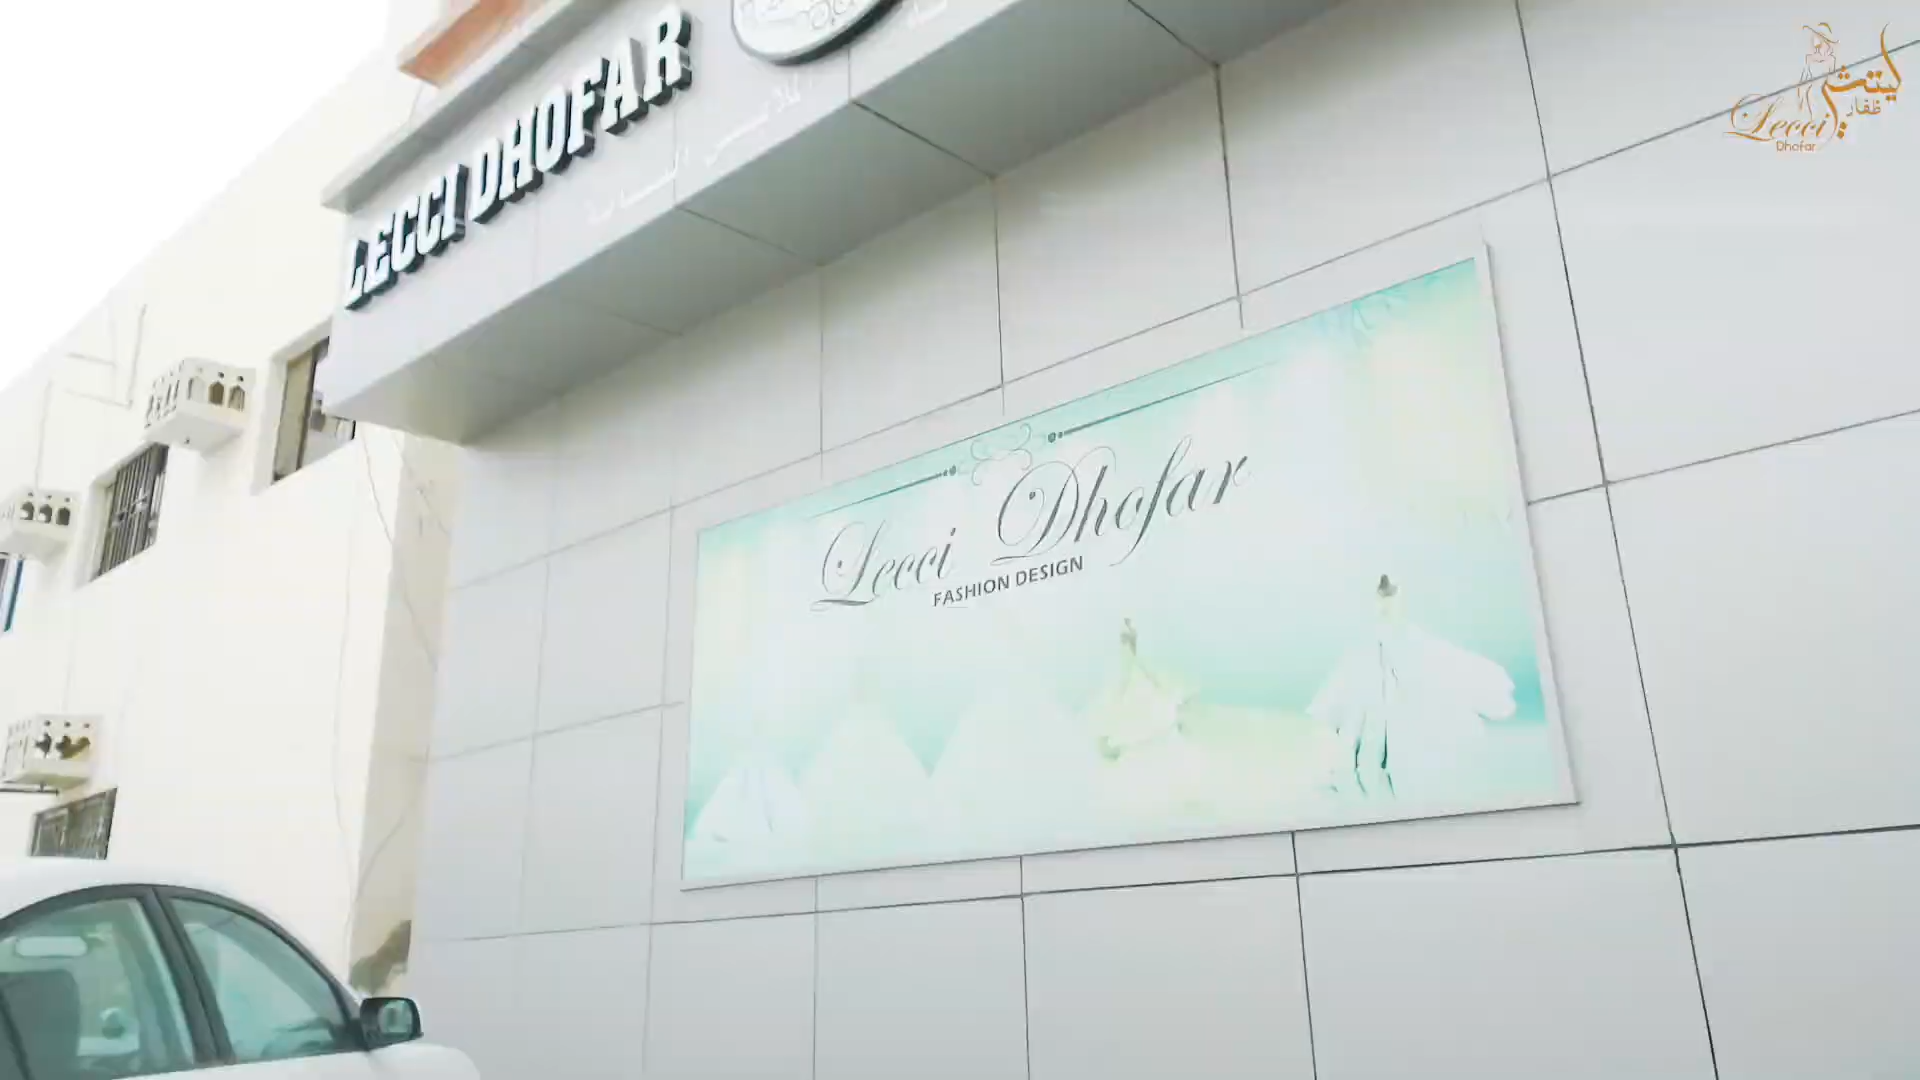 LECCI DHOFAR
Lecci Dhofar
FASHION DESIGN
ليتشي
ظفار
Lecci
Dhofar